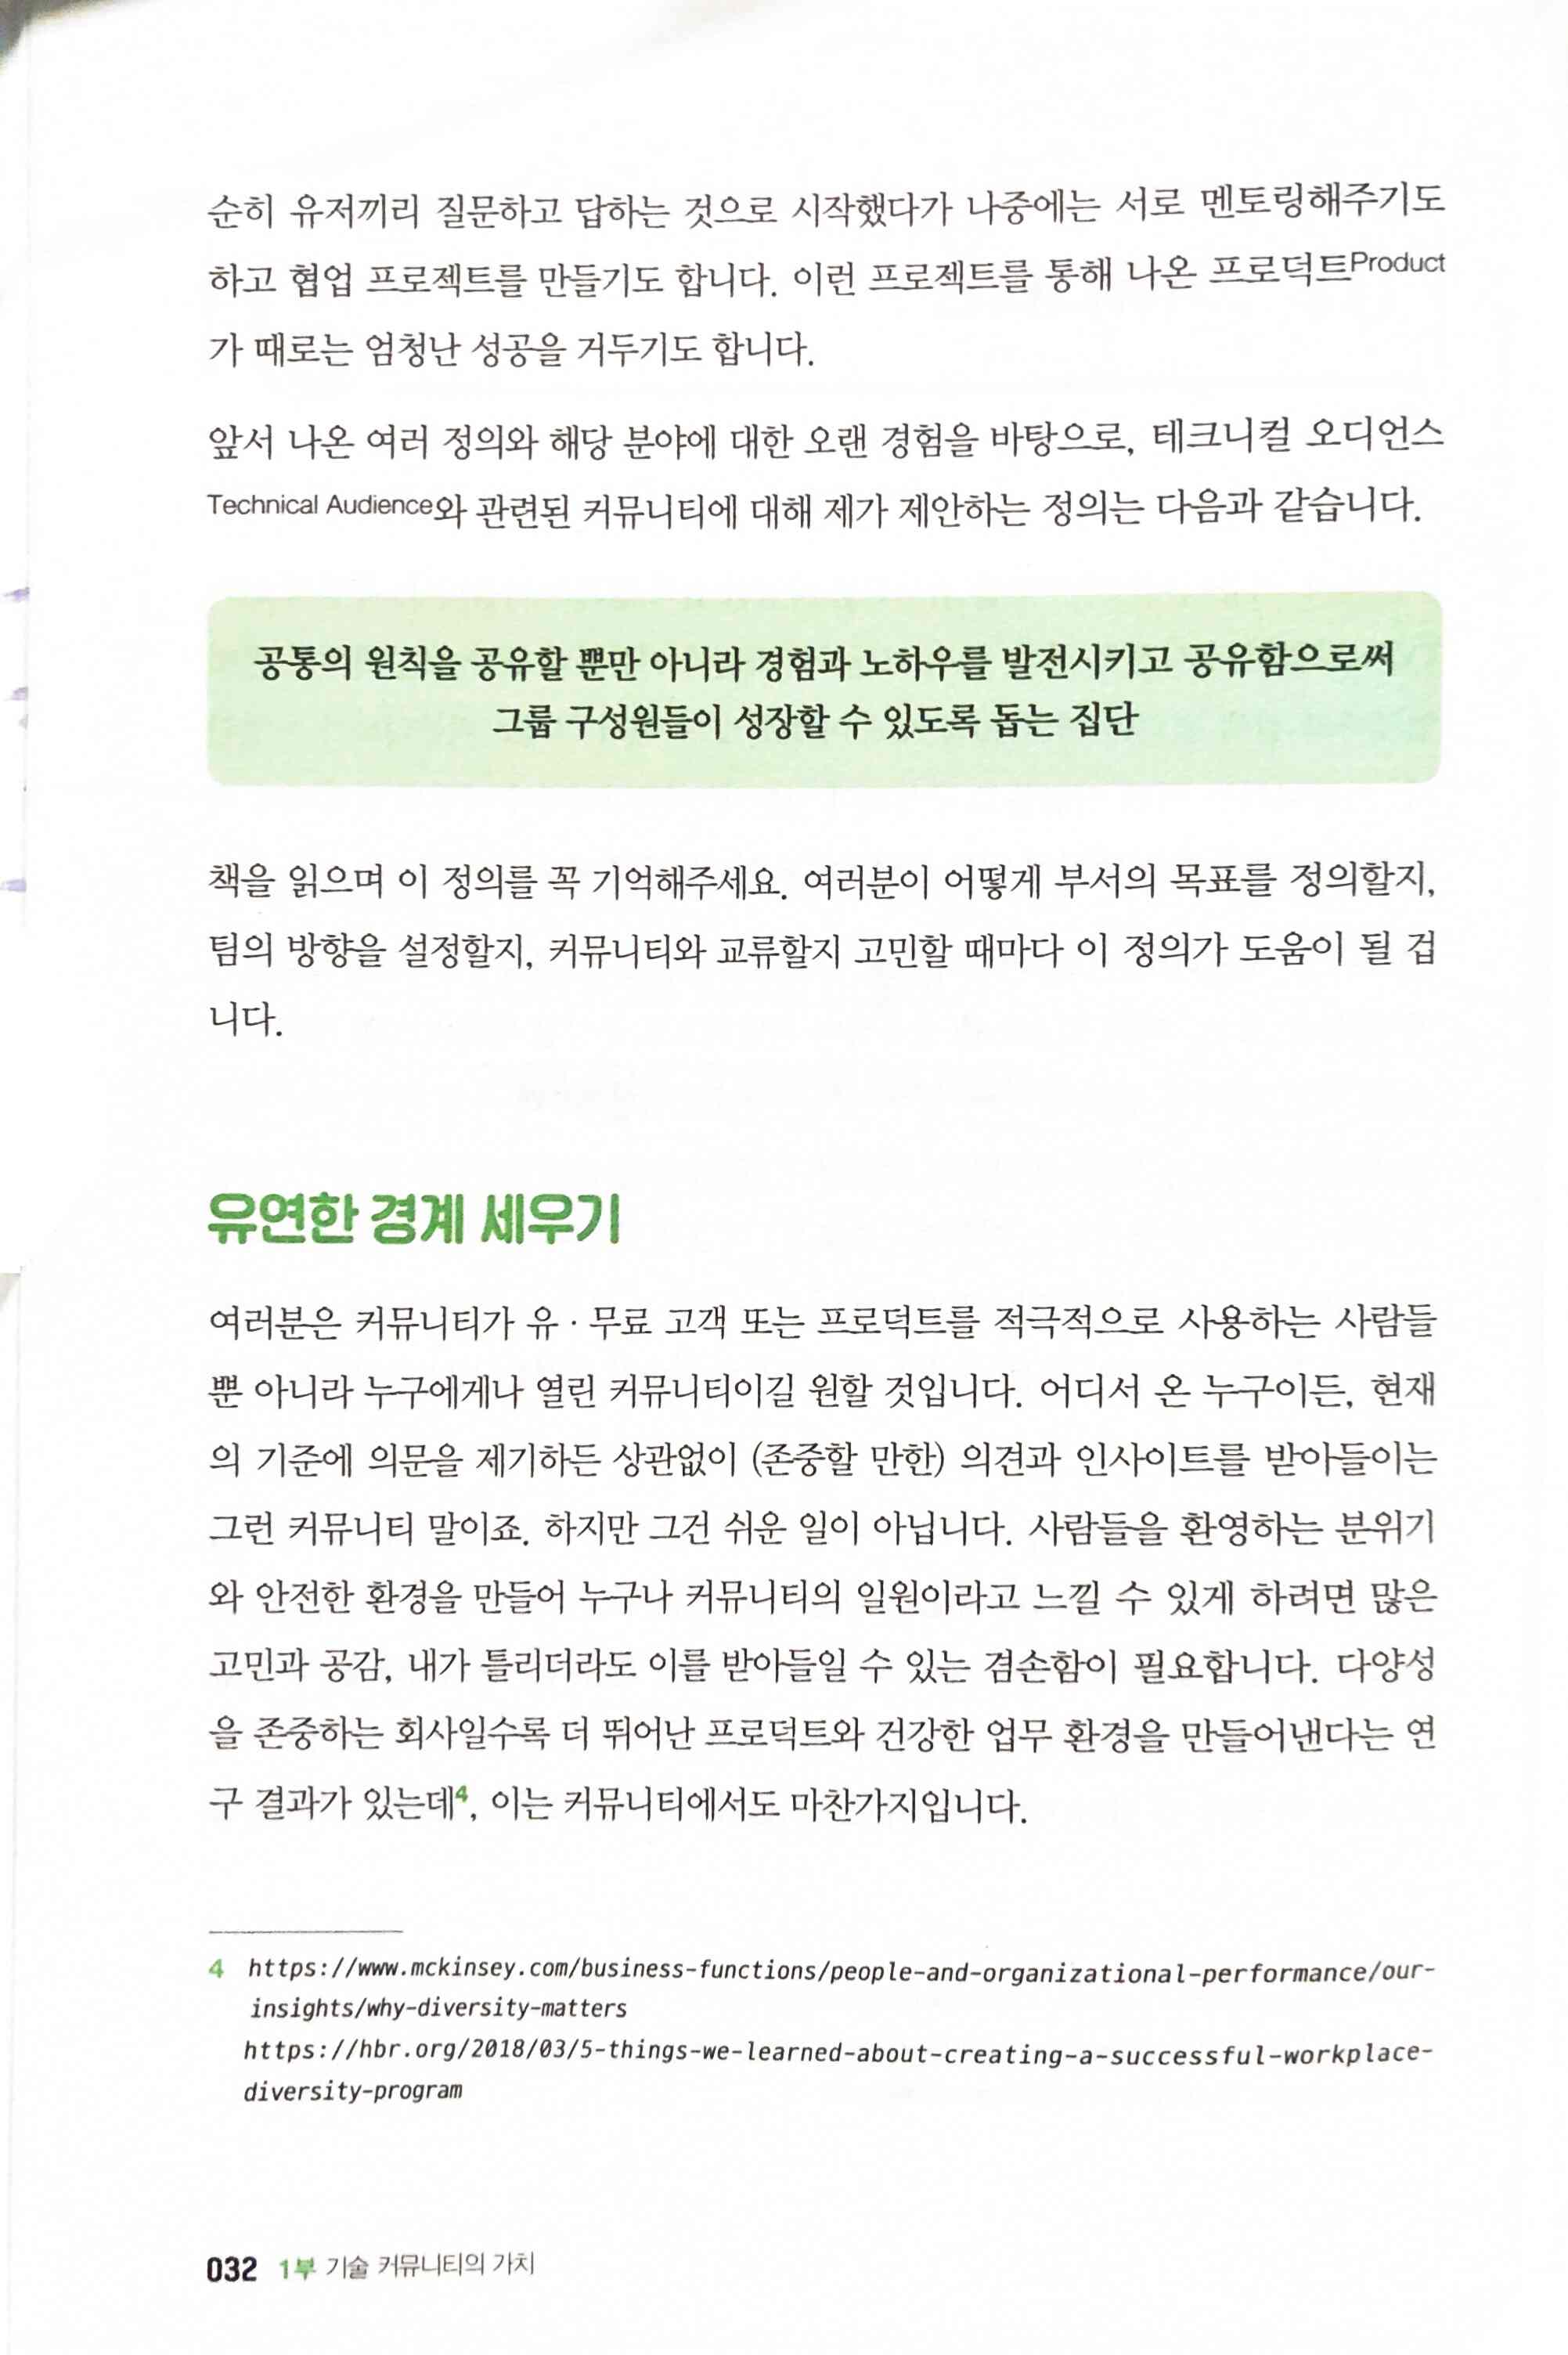 순히 유저끼리 질문하고 답하는 것으로 시작했다가 나중에는 서로 멘토링해주기도
하고 협업 프로젝트를 만들기도 합니다. 이런 프로젝트를 통해 나온 프로덕트Product
가 때로는 엄청난 성공을 거두기도 합니다.
앞서 나온 여러 정의와 해당 분야에 대한 오랜 경험을 바탕으로, 테크니컬 오디언스
Technical Audience와 관련된 커뮤니티에 대해 제가 제안하는 정의는 다음과 같습니다.
공통의 원칙을 공유할 뿐만 아니라 경험과 노하우를 발전시키고 공유함으로써
그룹 구성원들이 성장할 수 있도록 돕는 집단
책을 읽으며 이 정의를 꼭 기억해주세요. 여러분이 어떻게 부서의 목표를 정의할지,
팀의 방향을 설정할지, 커뮤니티와 교류할지 고민할 때마다 이 정의가 도움이 될 겁
니다.
유연한 경계 세우기
여러분은 커뮤니티가 유 · 무료 고객 또는 프로덕트를 적극적으로 사용하는 사람들
뿐 아니라 누구에게나 열린 커뮤니티이길 원할 것입니다. 어디서 온 누구이든, 현재
의 기준에 의문을 제기하든 상관없이 (존중할 만한) 의견과 인사이트를 받아들이는
그런 커뮤니티 말이죠. 하지만 그건 쉬운 일이 아닙니다. 사람들을 환영하는 분위기
와 안전한 환경을 만들어 누구나 커뮤니티의 일원이라고 느낄 수 있게 하려면 많은
고민과 공감, 내가 틀리더라도 이를 받아들일 수 있는 겸손함이 필요합니다. 다양성
을 존중하는 회사일수록 더 뛰어난 프로덕트와 건강한 업무 환경을 만들어낸다는 연
구 결과가 있는데4, 이는 커뮤니티에서도 마찬가지입니다.
4 https://www.mckinsey.com/business-functions/people-and-organizational-performance/our-
insights/why-diversity-matters
https://hbr.org/2018/03/5-things-we-learned-about-creating-a-successful-workplace-
diversity-program
032 1부 기술 커뮤니티의 가치